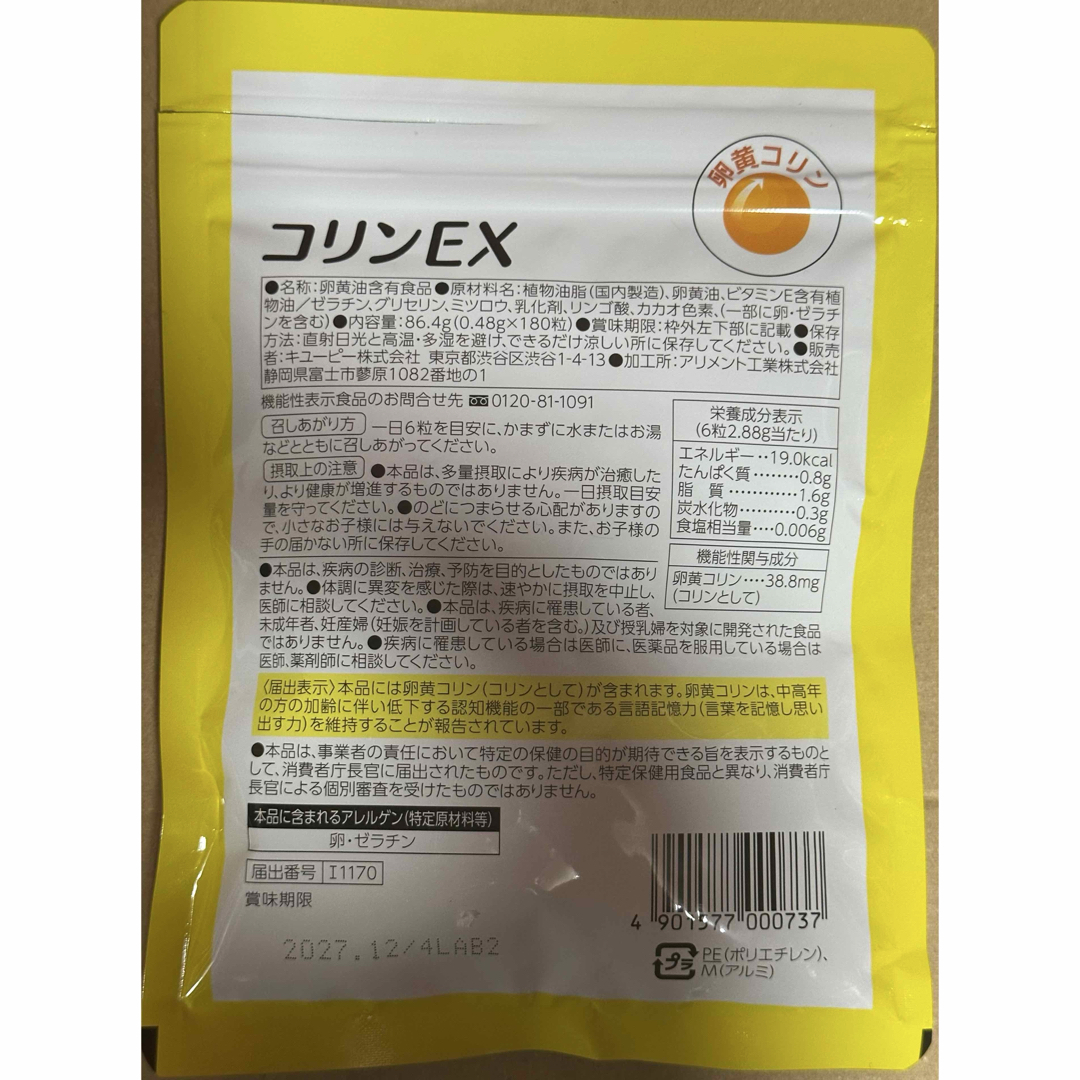 卵黄コリン
コリンEX
●名称:卵黄油含有食品●原材料名:植物油脂(国内製造)、卵黄油、ビタミンE含有植
物油/ゼラチン、グリセリン、ミツロウ、乳化剤、リンゴ酸、カカオ色素、(一部に卵・ゼラチ
ンを含む)●内容量:86.4g(0.48g×180粒)●賞味期限:枠外左下部に記載●保存
方法:直射日光と高温・多湿を避け、できるだけ涼しい所に保存してください。●販売
者:キユーピー株式会社 東京都渋谷区渋谷1-4-13●加工所:アリメント工業株式会社
静岡県富士市蓼原1082番地の1
機能性表示食品のお問合せ先 0120-81-1091
召しあがり方 一日6粒を目安に、かまずに水またはお湯
などとともに召しあがってください。
摂取上の注意 ●本品は、多量摂取により疾病が治癒した
り、より健康が増進するものではありません。一日摂取目安
量を守ってください。●のどにつまらせる心配がありますの
で、小さなお子様には与えないでください。また、お子様の
手の届かない所に保存してください。
栄養成分表示
(6粒2.88g当たり)
エネルギー‥19.0kcal
たんぱく質‥‥‥‥0.8g
脂 質‥‥‥‥‥‥1.6g
炭水化物‥‥‥‥‥0.3g
食塩相当量‥‥0.006g
機能性関与成分
卵黄コリン‥‥38.8mg
(コリンとして)
●本品は、疾病の診断、治療、予防を目的としたものではあり
ません。●体調に異変を感じた際は、速やかに摂取を中止し、
医師に相談してください。●本品は、疾病に罹患している者、
未成年者、妊産婦(妊娠を計画している者を含む。)及び授乳婦を対象に開発された食品
ではありません。●疾病に罹患している場合は医師に、医薬品を服用している場合は
医師、薬剤師に相談してください。
〈届出表示〉本品には卵黄コリン(コリンとして)が含まれます。卵黄コリンは、中高年
の方の加齢に伴い低下する認知機能の一部である言語記憶力(言葉を記憶し思い
出す力)を維持することが報告されています。
●本品は、事業者の責任において特定の保健の目的が期待できる旨を表示するものと
して、消費者庁長官に届出されたものです。ただし、特定保健用食品と異なり、消費者庁
長官による個別審査を受けたものではありません。
本品に含まれるアレルゲン(特定原材料等)
卵・ゼラチン
届出番号 I1170
賞味期限
2027.12/4LAB2
4 901577 000737
プラ PE(ポリエチレン)、
M(アルミ)